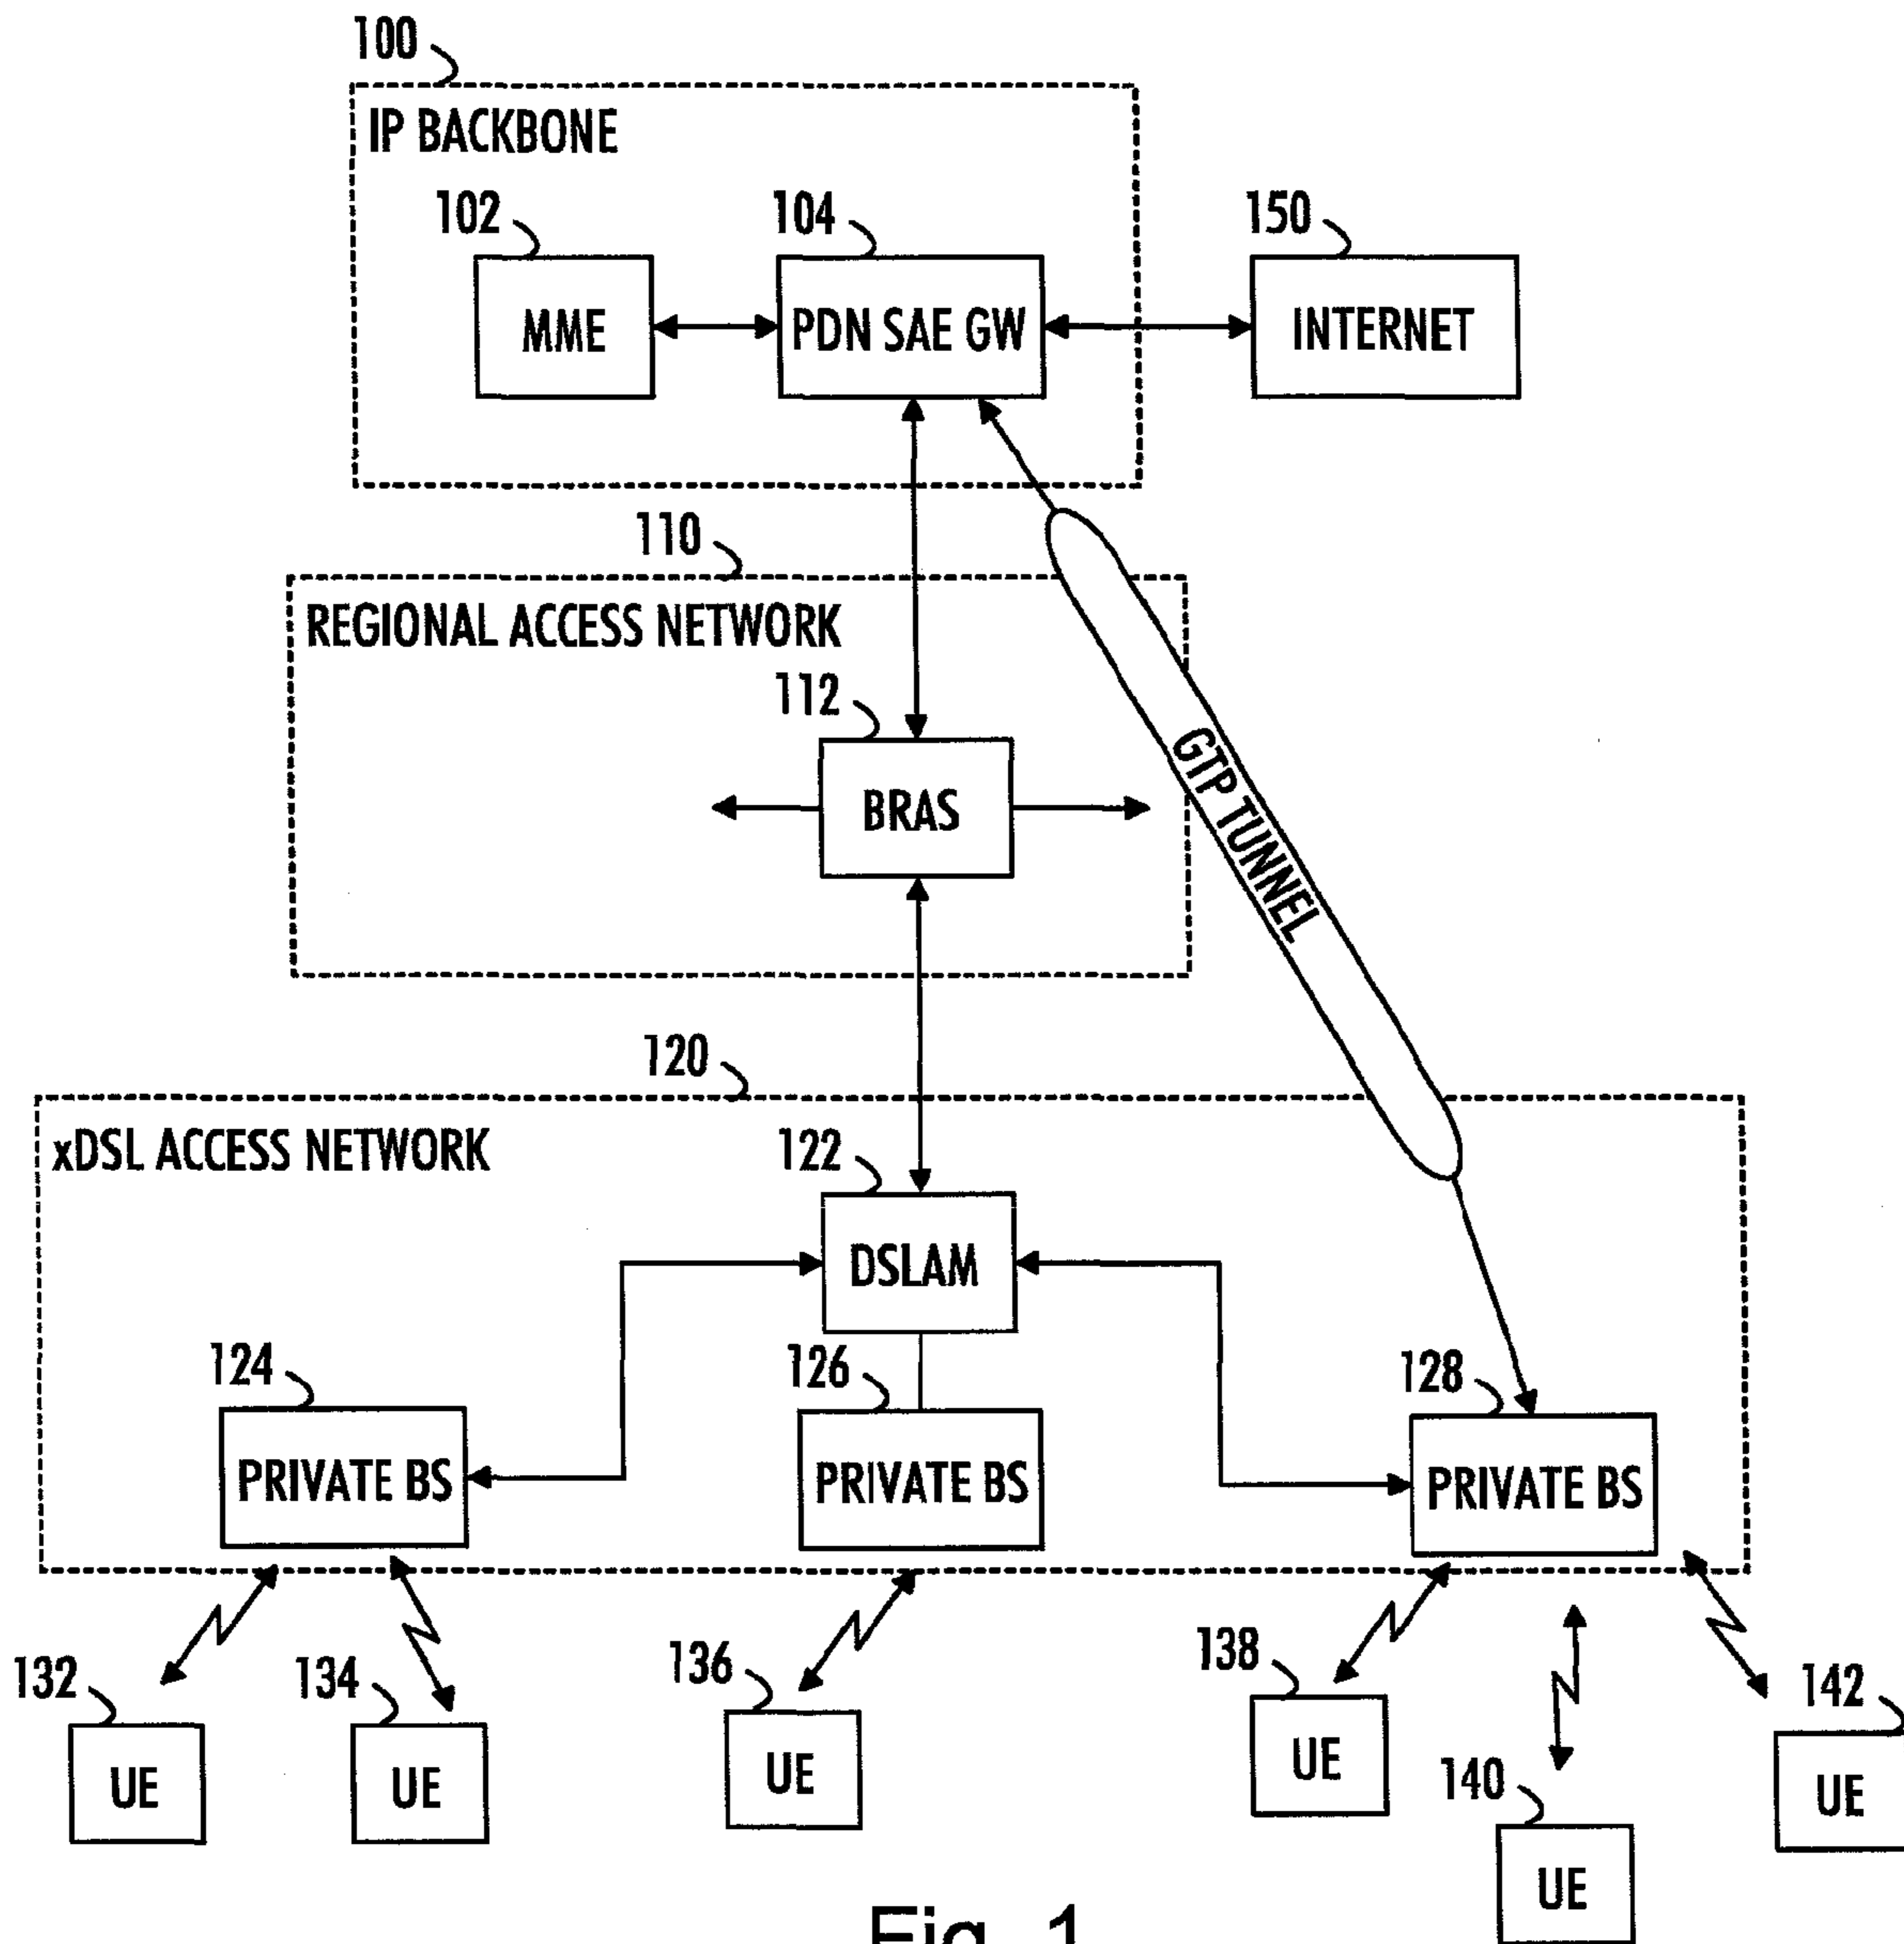 100
IP BACKBONE
102
104
150
MME
PDN SAE GW
INTERNET
110
REGIONAL ACCESS NETWORK
112
BRAS
GTP TUNNEL
120
xDSL ACCESS NETWORK
122
DSLAM
124
126
128
PRIVATE BS
PRIVATE BS
PRIVATE BS
132
134
136
138
140
142
UE
UE
UE
UE
UE
UE
Fig. 1